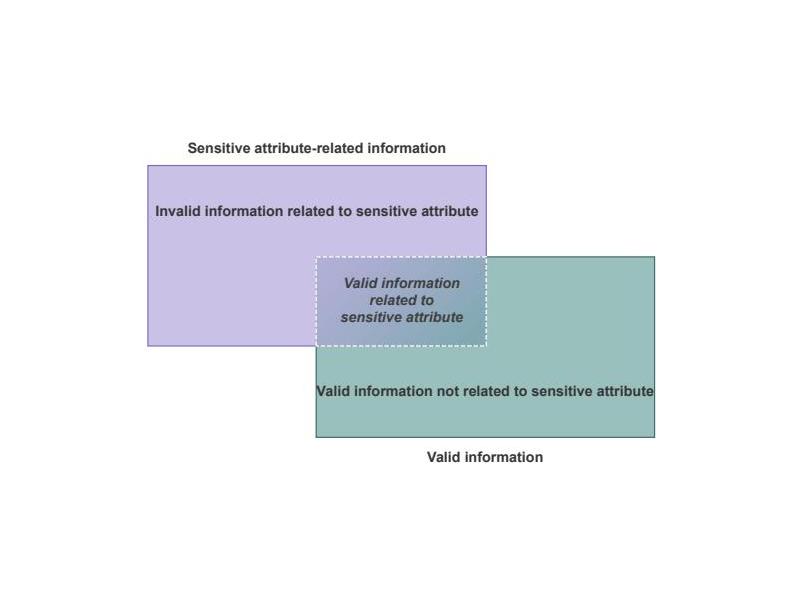 Sensitive attribute-related information
Invalid information related to sensitive attribute
Valid information
related to
sensitive attribute
Valid information not related to sensitive attribute
Valid information